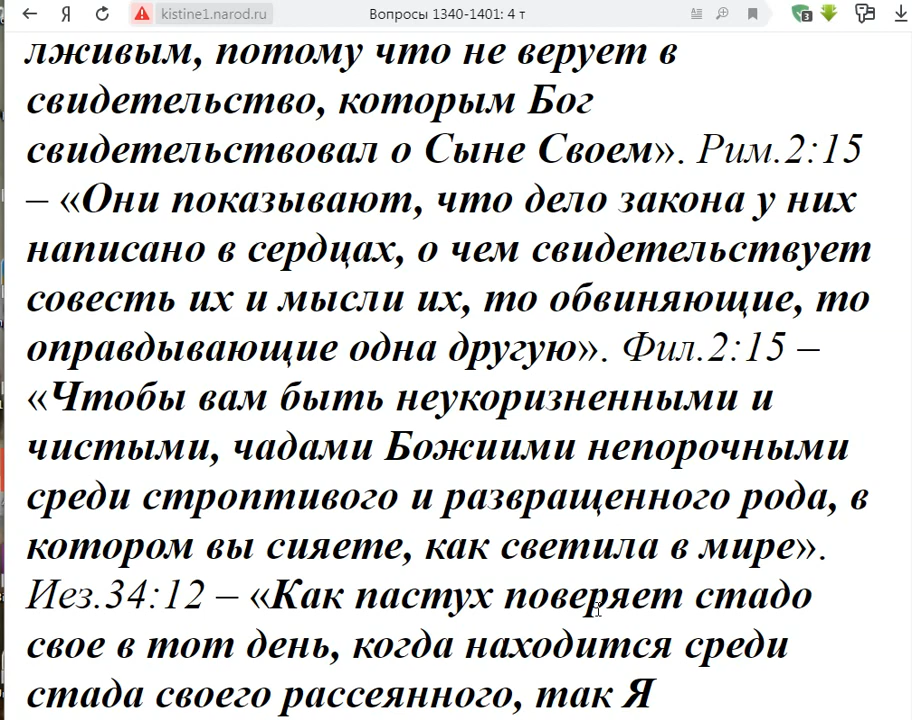 Я kistine1.narod.ru Вопросы 1340-1401: 4 т 3
лживым, потому что не верует в
свидетельство, которым Бог
свидетельствовал о Сыне Своем». Рим.2:15
– «Они показывают, что дело закона у них
написано в сердцах, о чем свидетельствует
совесть их и мысли их, то обвиняющие, то
оправдывающие одна другую». Фил.2:15 –
«Чтобы вам быть неукоризненными и
чистыми, чадами Божиими непорочными
среди строптивого и развращенного рода, в
котором вы сияете, как светила в мире».
Иез.34:12 – «Как пастух поверяет стадо
свое в тот день, когда находится среди
стада своего рассеянного, так Я